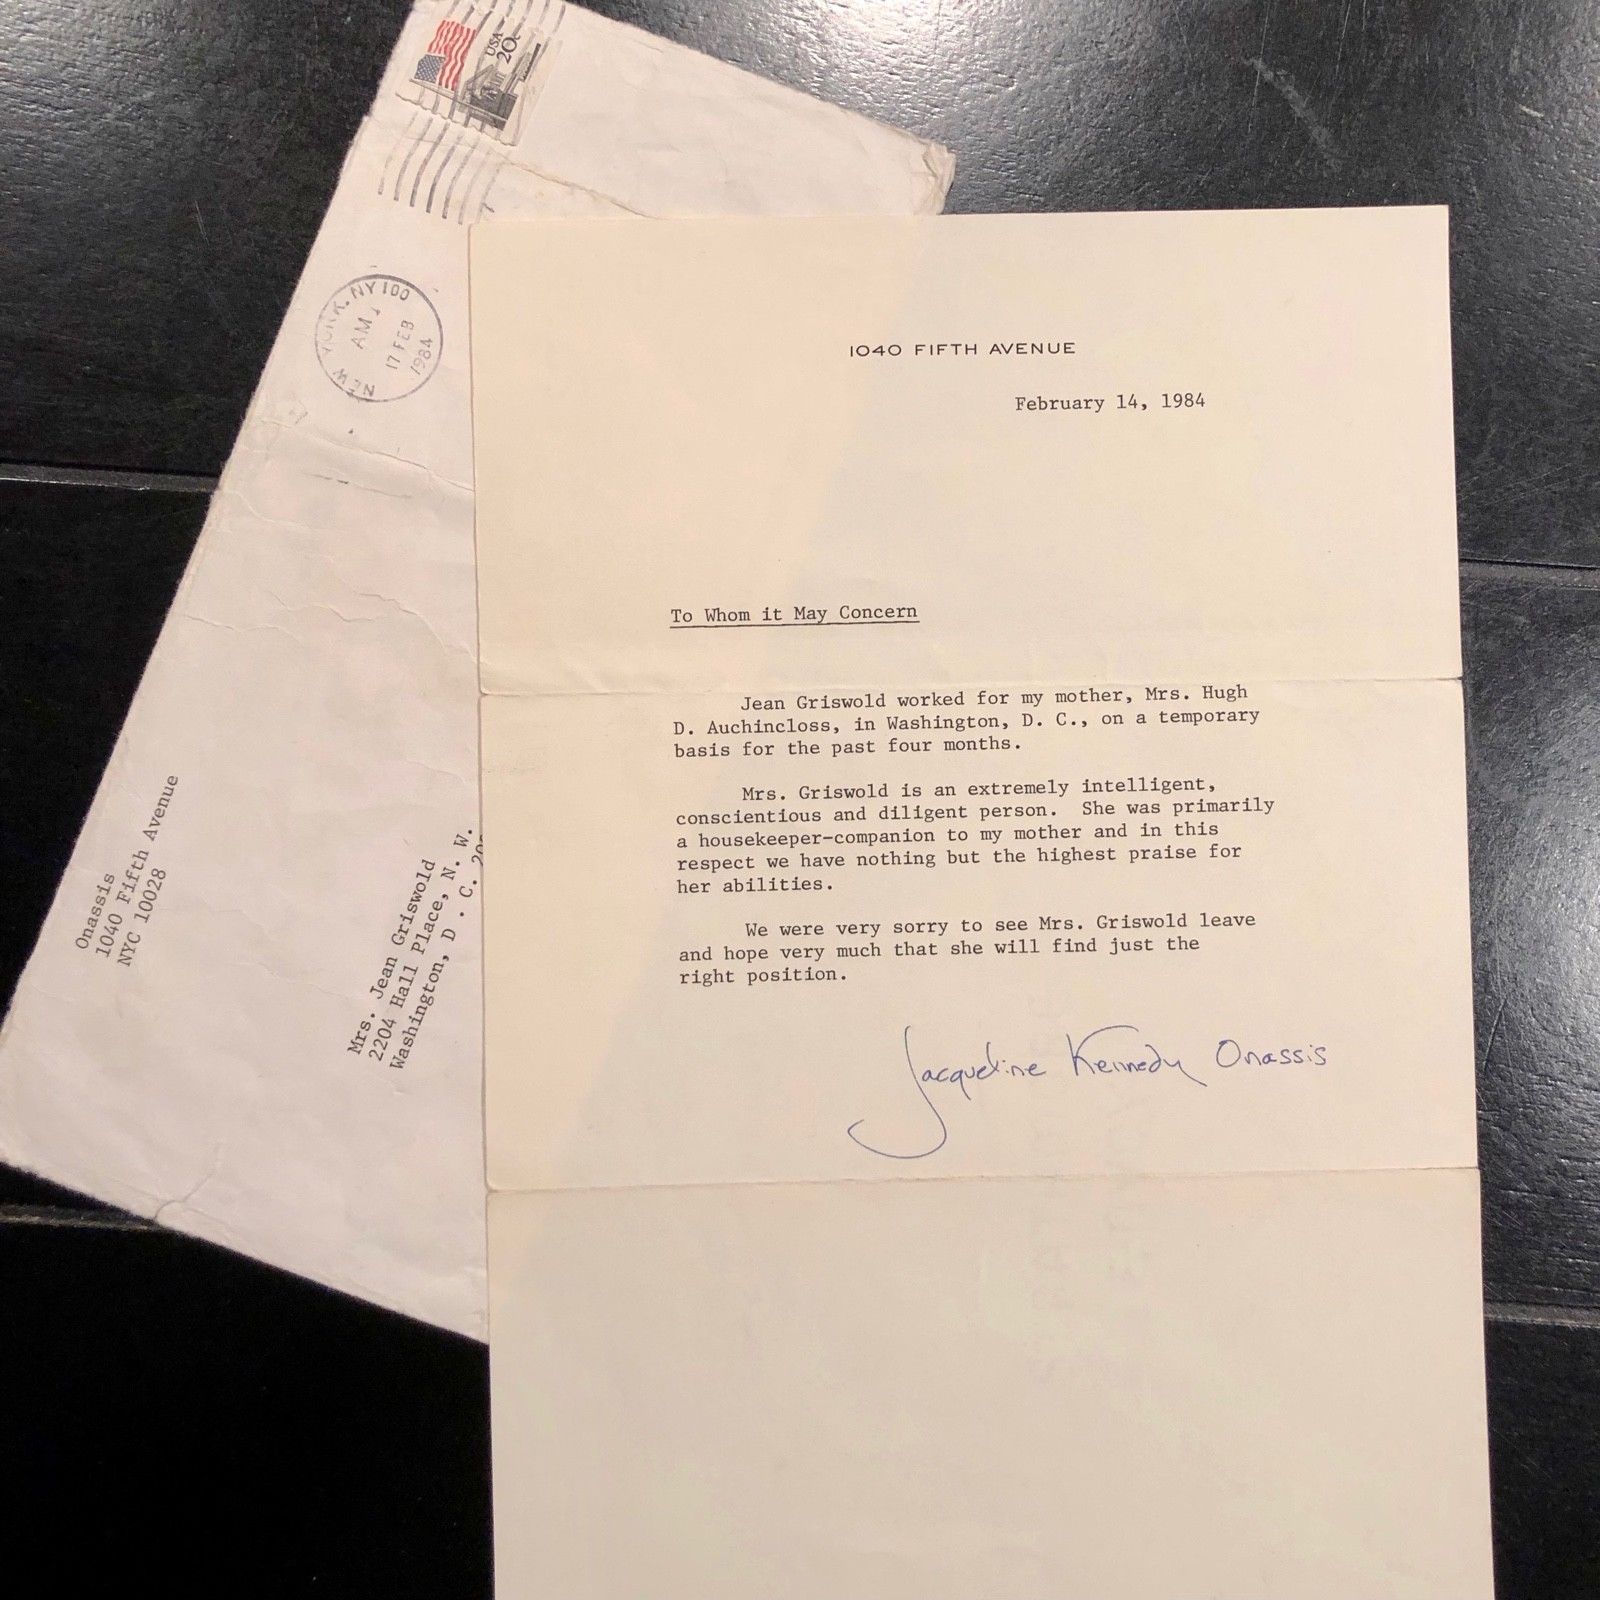 USA
20c
NEW YORK. NY 100
AM
17 FEB
1984
Onassis
1040 Fifth Avenue
NYC 10028
Mrs. Jean Griswold
2204 Hall Place, N. W.
Washington, D . C.
1040 FIFTH AVENUE
February 14, 1984
To Whom it May Concern
Jean Griswold worked for my mother, Mrs. Hugh
D. Auchincloss, in Washington, D. C., on a temporary
basis for the past four months.
Mrs. Griswold is an extremely intelligent,
conscientious and diligent person. She was primarily
a housekeeper-companion to my mother and in this
respect we have nothing but the highest praise for
her abilities.
We were very sorry to see Mrs. Griswold leave
and hope very much that she will find just the
right position.
Jacqueline Kennedy Onassis